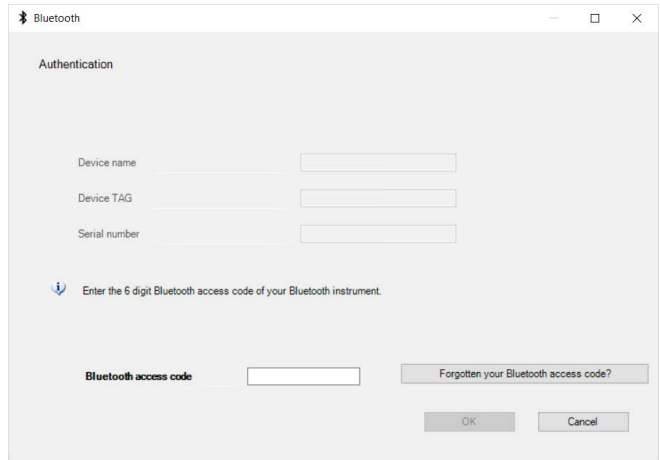 Bluetooth
Authentication
Device name
Device TAG
Serial number
Enter the 6 digit Bluetooth access code of your Bluetooth instrument.
Bluetooth access code
Forgotten your Bluetooth access code?
OK
Cancel